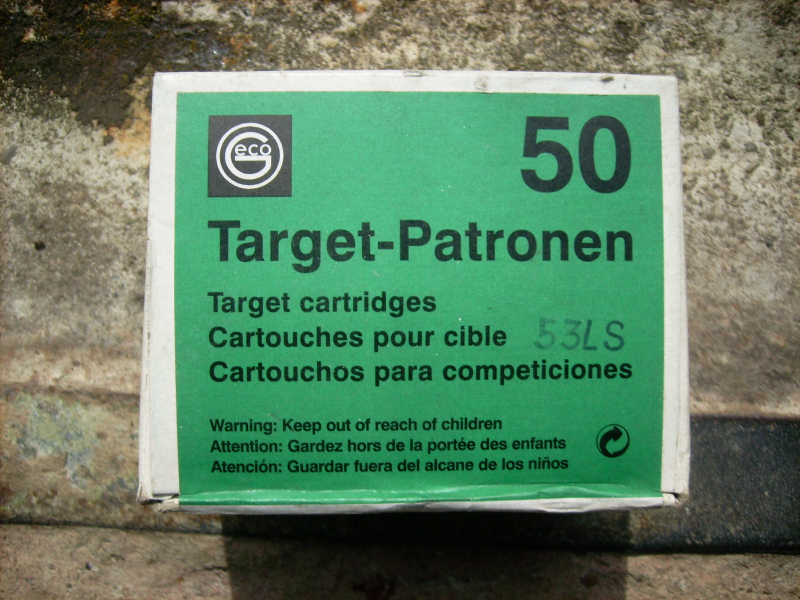 Geco
50
Target-Patronen
Target cartridges
Cartouches pour cible 53LS
Cartouchos para competiciones
Warning: Keep out of reach of children
Attention: Gardez hors de la portée des enfants
Atención: Guardar fuera del alcane de los niños